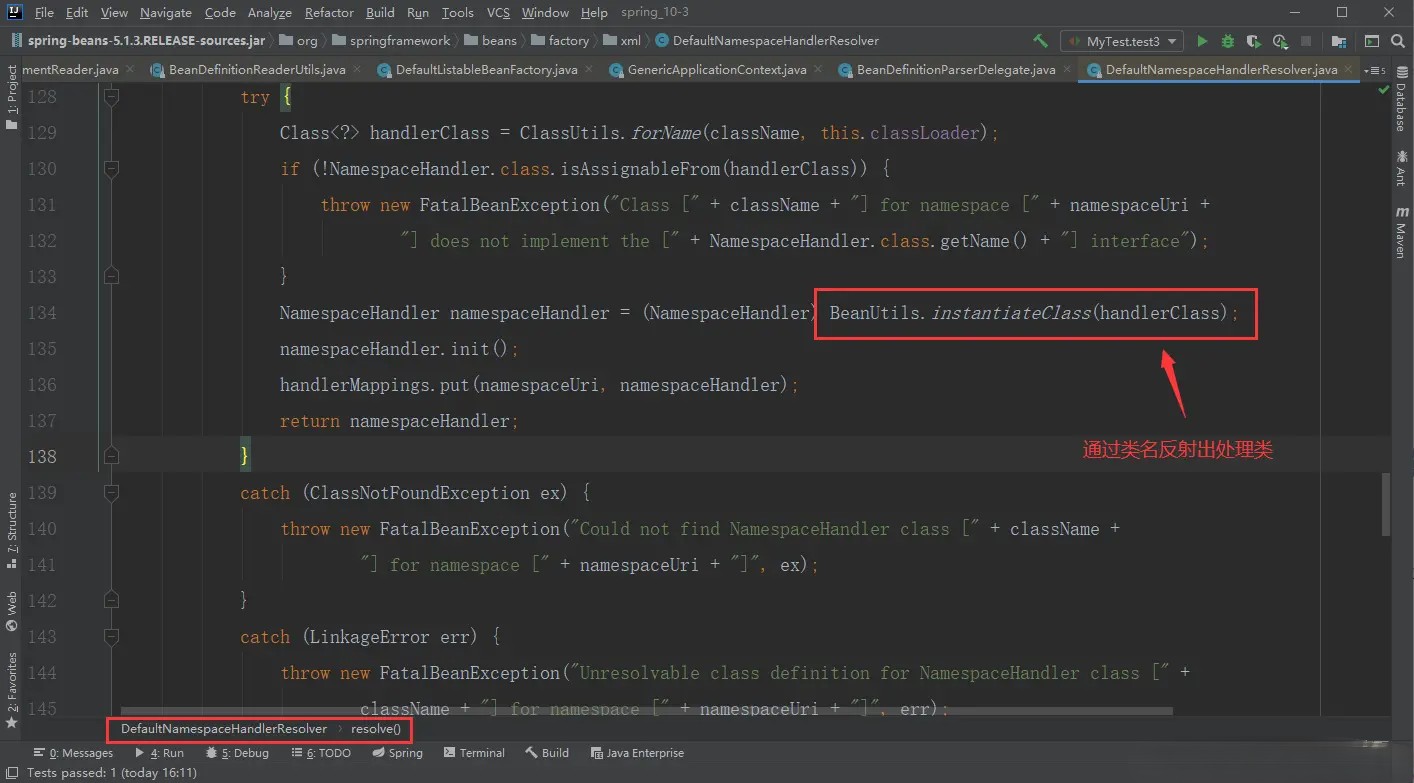 File Edit View Navigate Code Analyze Refactor Build Run Tools VCS Window Help spring_10-3
spring-beans-5.1.3.RELEASE-sources.jar org springframework beans factory xml DefaultNamespaceHandlerResolver MyTest.test3
mentReader.java BeanDefinitionReaderUtils.java DefaultListableBeanFactory.java GenericApplicationContext.java BeanDefinitionParserDelegate.java DefaultNamespaceHandlerResolver.java
1: Project
7: Structure
Web
2: Favorites
128 try {
129 Class<?> handlerClass = ClassUtils.forName(className, this.classLoader);
130 if (!NamespaceHandler.class.isAssignableFrom(handlerClass)) {
131 throw new FatalBeanException("Class [" + className + "] for namespace [" + namespaceUri +
132 "] does not implement the [" + NamespaceHandler.class.getName() + "] interface");
133 }
134 NamespaceHandler namespaceHandler = (NamespaceHandler) BeanUtils.instantiateClass(handlerClass);
135 namespaceHandler.init();
136 handlerMappings.put(namespaceUri, namespaceHandler);
137 return namespaceHandler;
通过类名反射出处理类
138 }
139 catch (ClassNotFoundException ex) {
140 throw new FatalBeanException("Could not find NamespaceHandler class [" + className +
141 "] for namespace [" + namespaceUri + "]", ex);
142 }
143 catch (LinkageError err) {
144 throw new FatalBeanException("Unresolvable class definition for NamespaceHandler class [" +
145 className + "] for namespace [" + namespaceUri + "]", err);
Database
Ant
Maven
DefaultNamespaceHandlerResolver resolve()
0: Messages 4: Run 5: Debug 6: TODO Spring Terminal Build Java Enterprise
Tests passed: 1 (today 16:11)